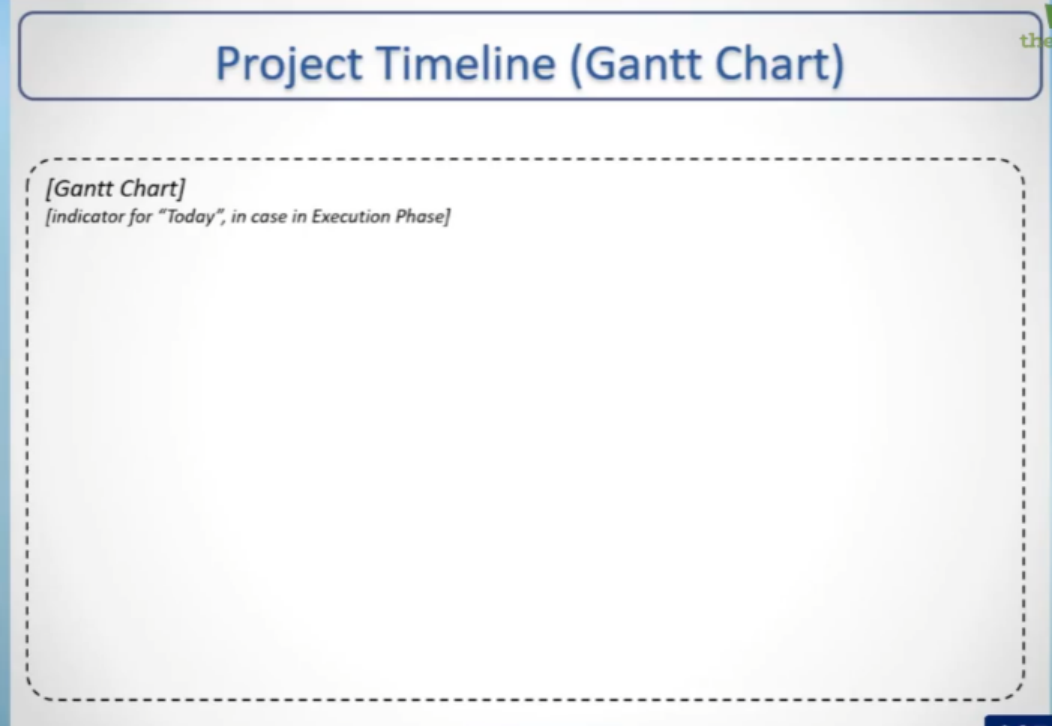 Project Timeline (Gantt Chart)
the
[Gantt Chart]
[indicator for “Today”, in case in Execution Phase]